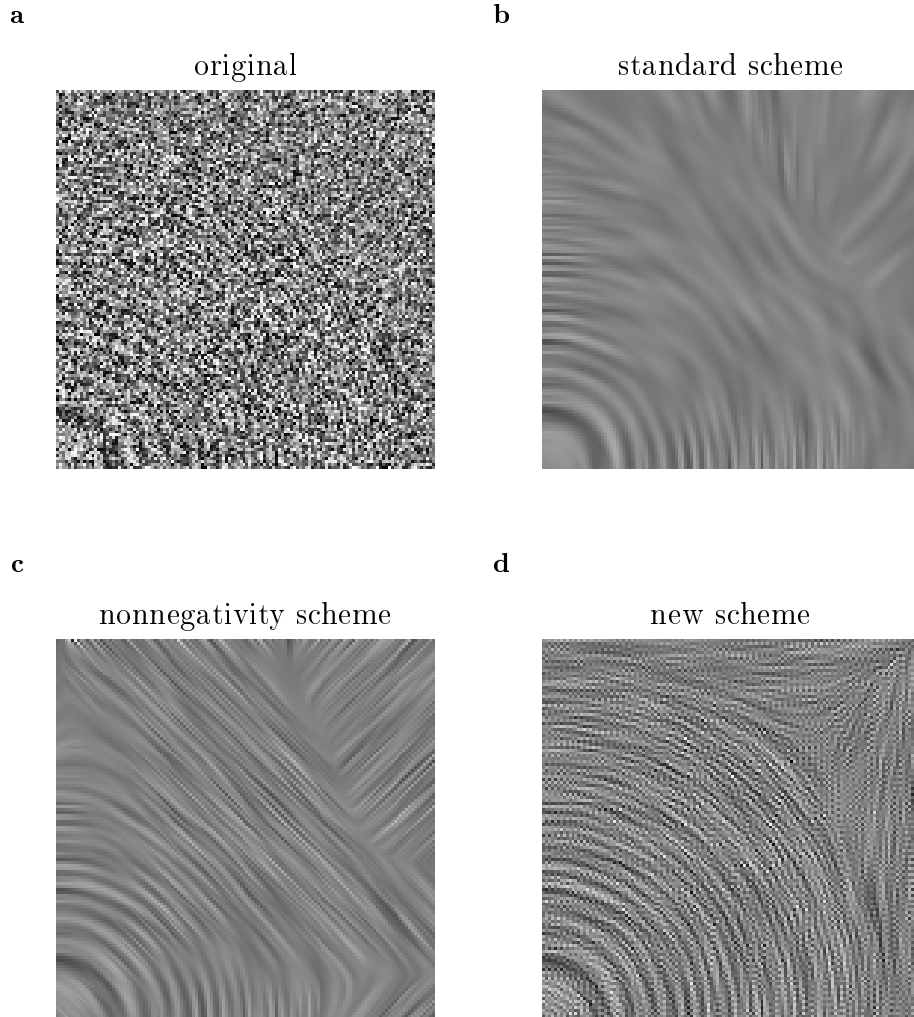 a
original
b
standard scheme
c
nonnegativity scheme
d
new scheme